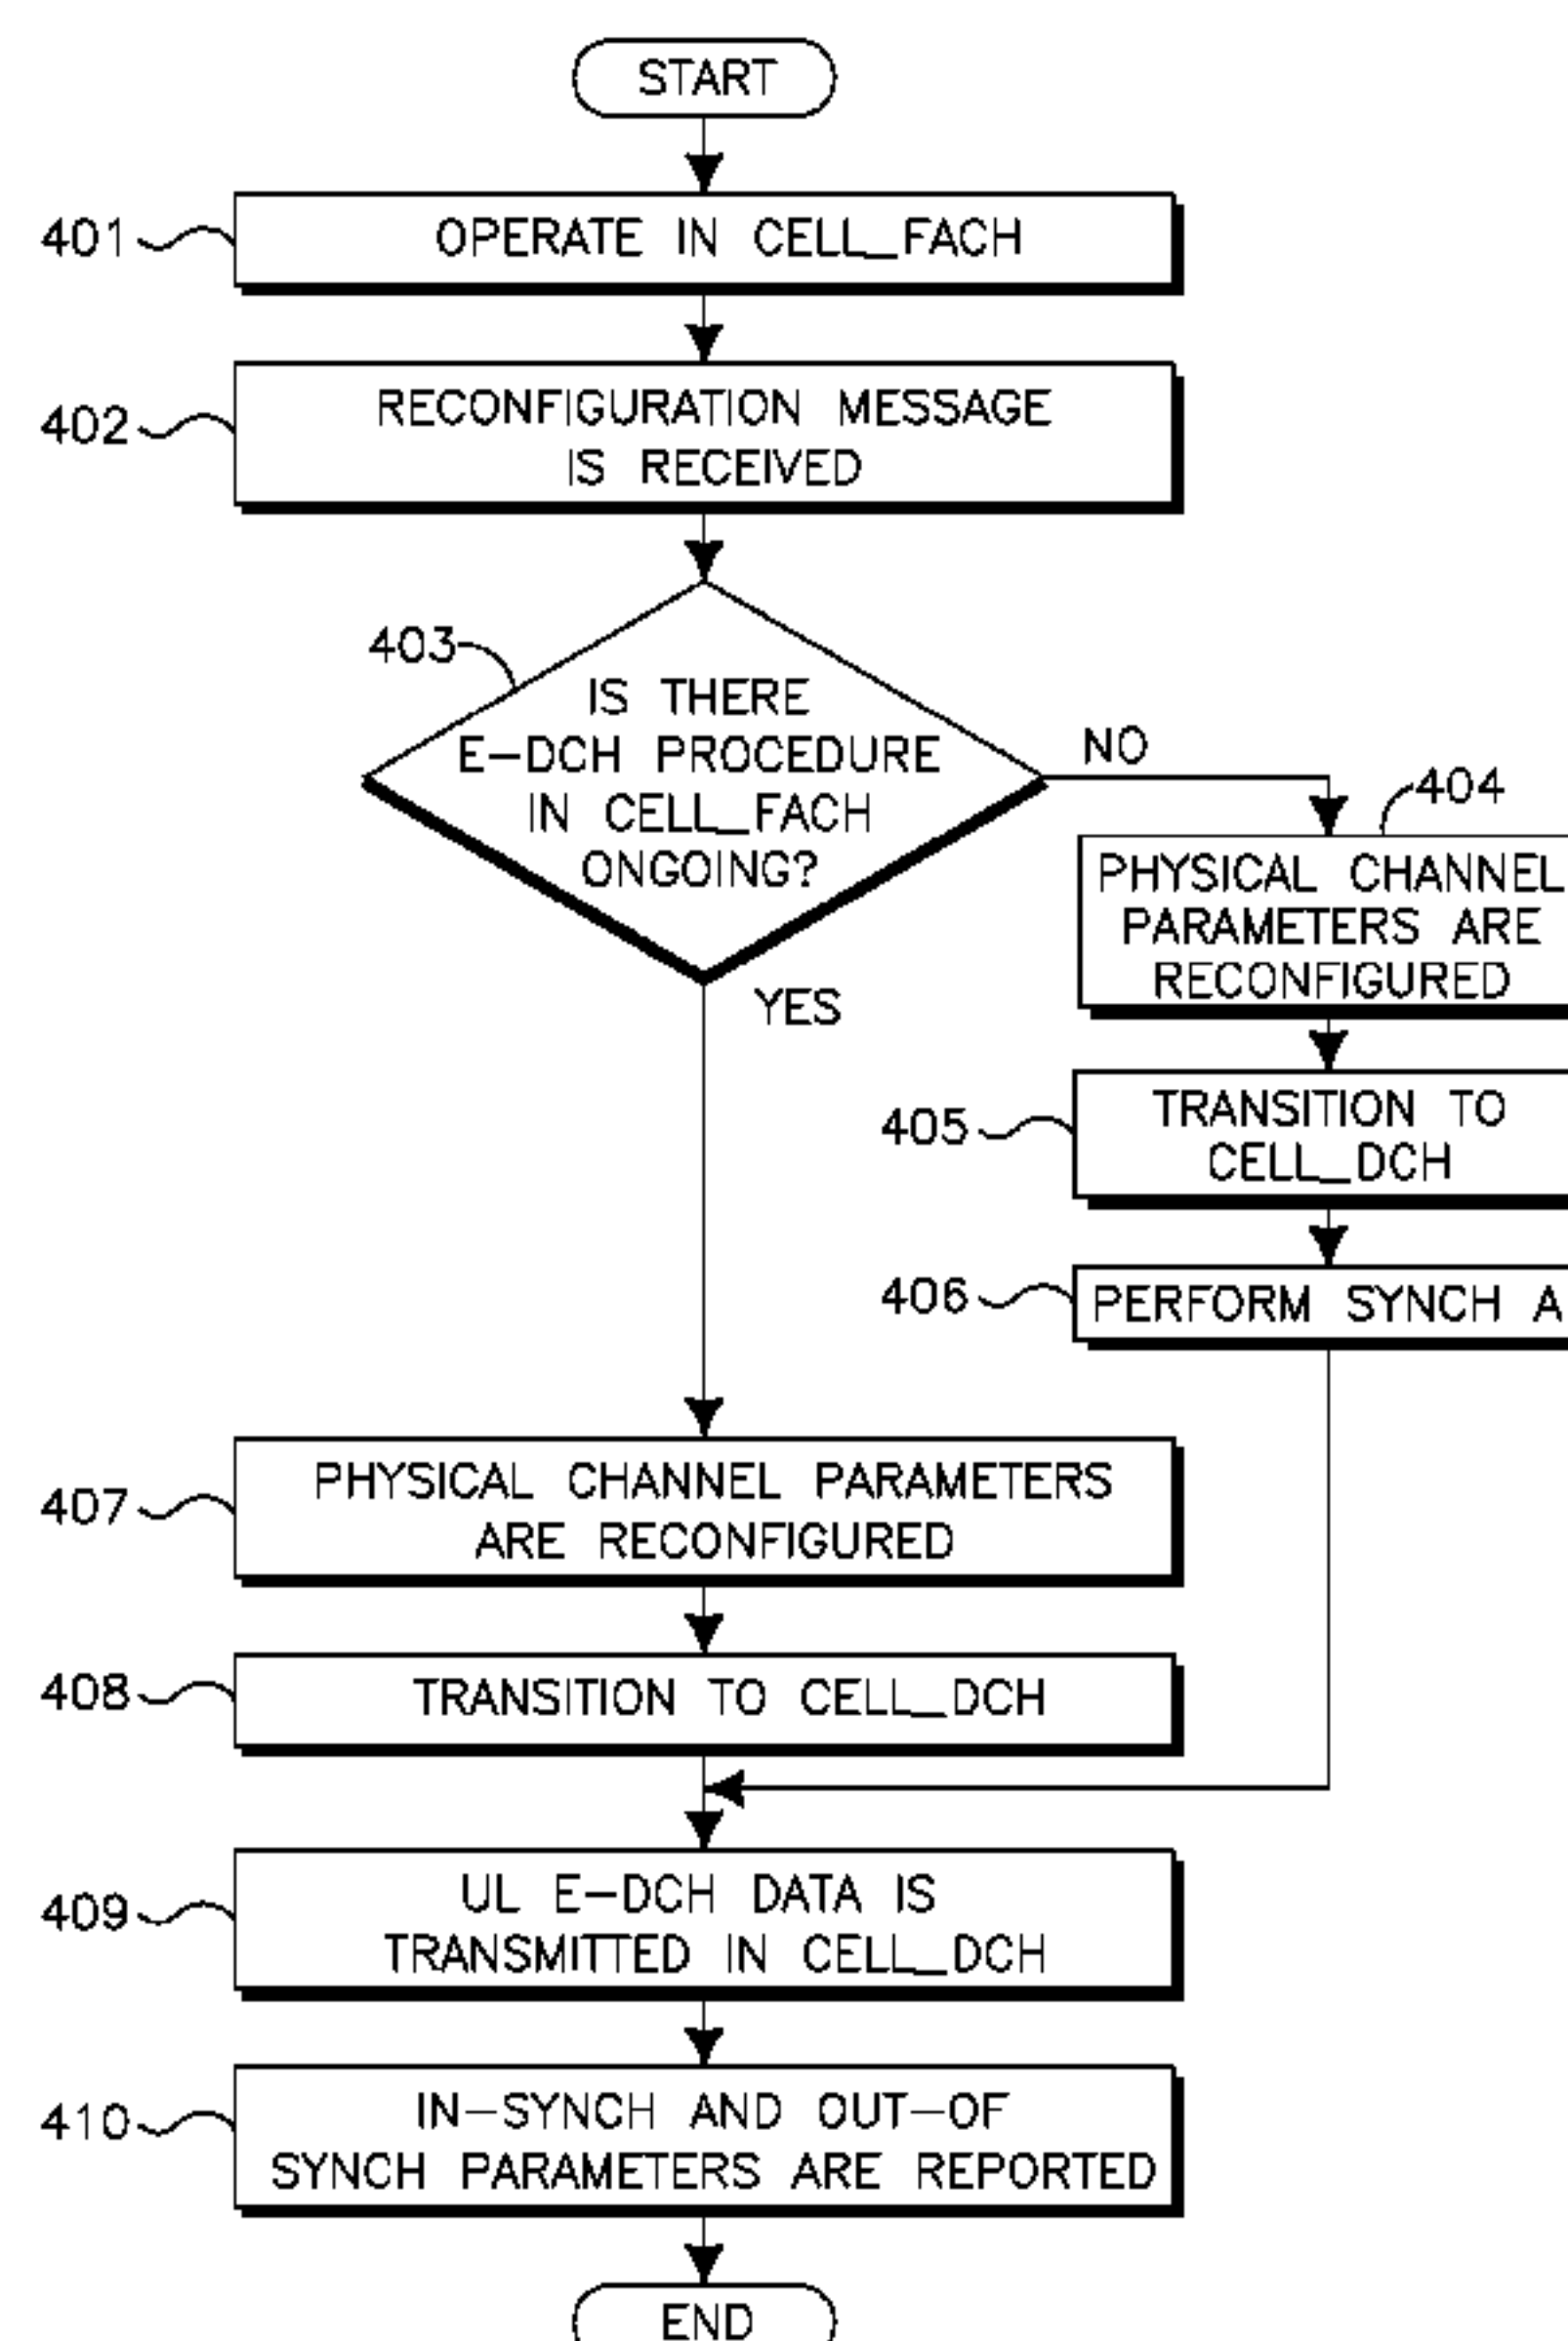 START
401
OPERATE IN CELL_FACH
402
RECONFIGURATION MESSAGE
IS RECEIVED
403
IS THERE
E-DCH PROCEDURE
IN CELL_FACH
ONGOING?
NO
YES
404
PHYSICAL CHANNEL
PARAMETERS ARE
RECONFIGURED
405
TRANSITION TO
CELL_DCH
406
PERFORM SYNCH A
407
PHYSICAL CHANNEL PARAMETERS
ARE RECONFIGURED
408
TRANSITION TO CELL_DCH
409
UL E-DCH DATA IS
TRANSMITTED IN CELL_DCH
410
IN-SYNCH AND OUT-OF
SYNCH PARAMETERS ARE REPORTED
END